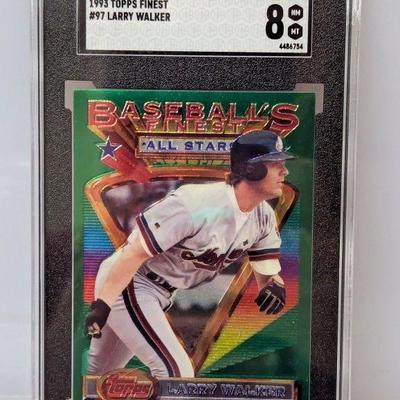 1993 TOPPS FINEST
#97 LARRY WALKER
8
NM
MT
4486754
BASEBALL'S
FINEST
ALL STARS
Topps
LARRY WALKER